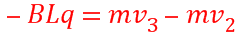 – BLq = mv₃ – mv₂